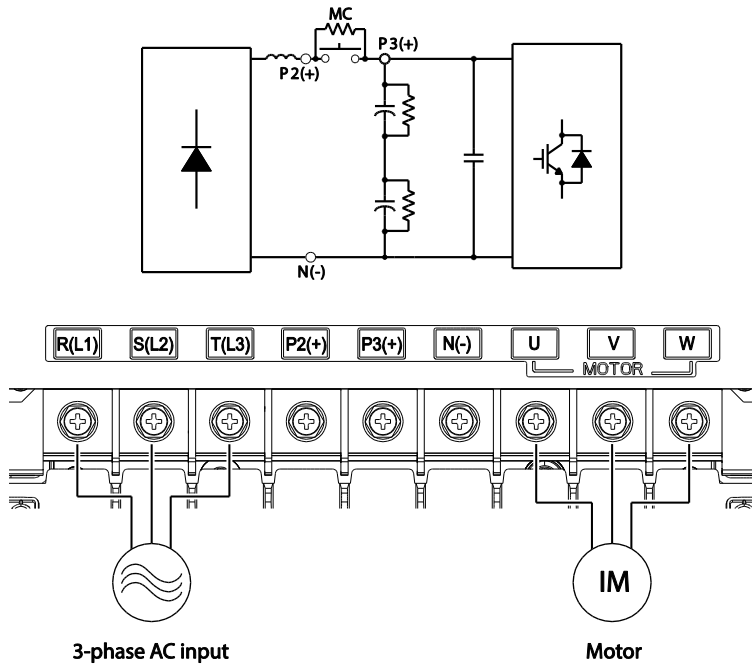 MC
P2(+)
P3(+)
N(-)
R(L1) S(L2) T(L3) P2(+) P3(+) N(-) U V W
MOTOR
IM
3-phase AC input Motor